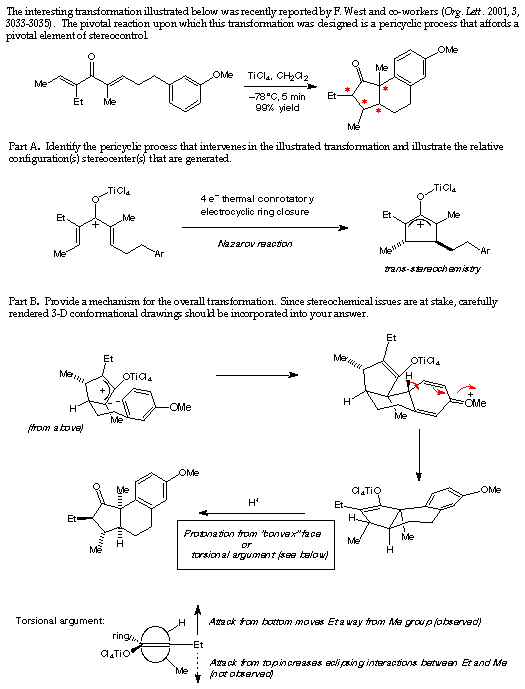 The interesting transformation illustrated below was recently reported by F. West and co-workers (Org. Lett. 2001, 3,
3033-3035). The pivotal reaction upon which this transformation was designed is a pericyclic process that affords a
pivotal element of stereocontrol.
O
Me
Et
Me
OMe
TiCl4, CH2Cl2
–78 °C, 5 min
99% yield
O
Me
OMe
Et
Me
* * * *
Part A. Identify the pericyclic process that intervenes in the illustrated transformation and illustrate the relative
configuration(s) stereocenter(s) that are generated.
O TiCl4
Et
Me
+
Me
Ar
4 e– thermal conrotatory
electrocyclic ring closure
Nazarov reaction
O TiCl4
Et
Me
+
Me
Ar
trans-stereochemistry
Part B. Provide a mechanism for the overall transformation. Since stereochemical issues are at stake, carefully
rendered 3-D conformational drawings should be incorporated into your answer.
Et
Me
OTiCl4
+
H
Me
OMe
(from above)
Et
Me
OTiCl4
H
H
Me
+
OMe
O
Me
OMe
Et
Me
H
H+
Protonation from "convex" face
or
torsional argument (see below)
Cl4TiO
Et
H
Me
H
Me
OMe
Torsional argument:
H
ring
Et
Cl4TiO
Me
Attack from bottom moves Et away from Me group (observed)
Attack from top increases eclipsing interactions between Et and Me
(not observed)